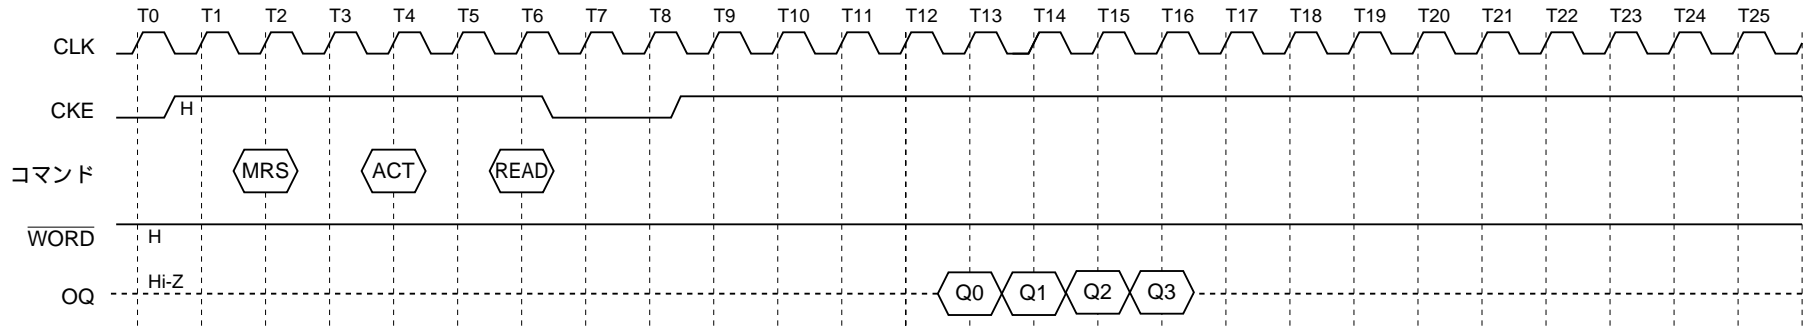 T0 T1 T2 T3 T4 T5 T6 T7 T8 T9 T10 T11 T12 T13 T14 T15 T16 T17 T18 T19 T20 T21 T22 T23 T24 T25
CLK
CKE H
コマンド MRS ACT READ
WORD H
OQ Hi-Z Q0 Q1 Q2 Q3